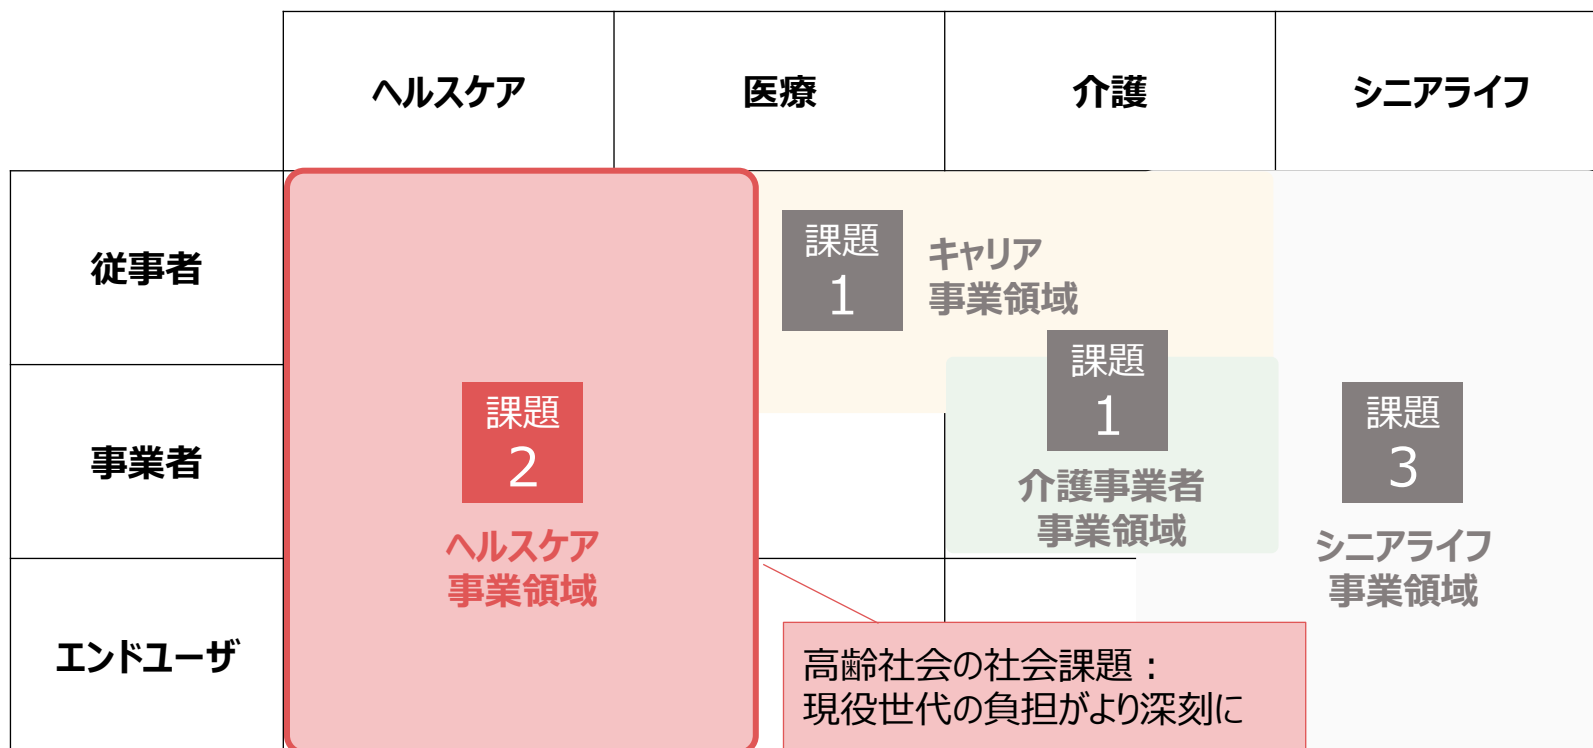 ヘルスケア
医療
介護
シニアライフ
従事者
課題
1
キャリア
事業領域
事業者
課題
2
ヘルスケア
事業領域
課題
1
介護事業者
事業領域
課題
3
シニアライフ
事業領域
エンドユーザ
高齢社会の社会課題：
現役世代の負担がより深刻に